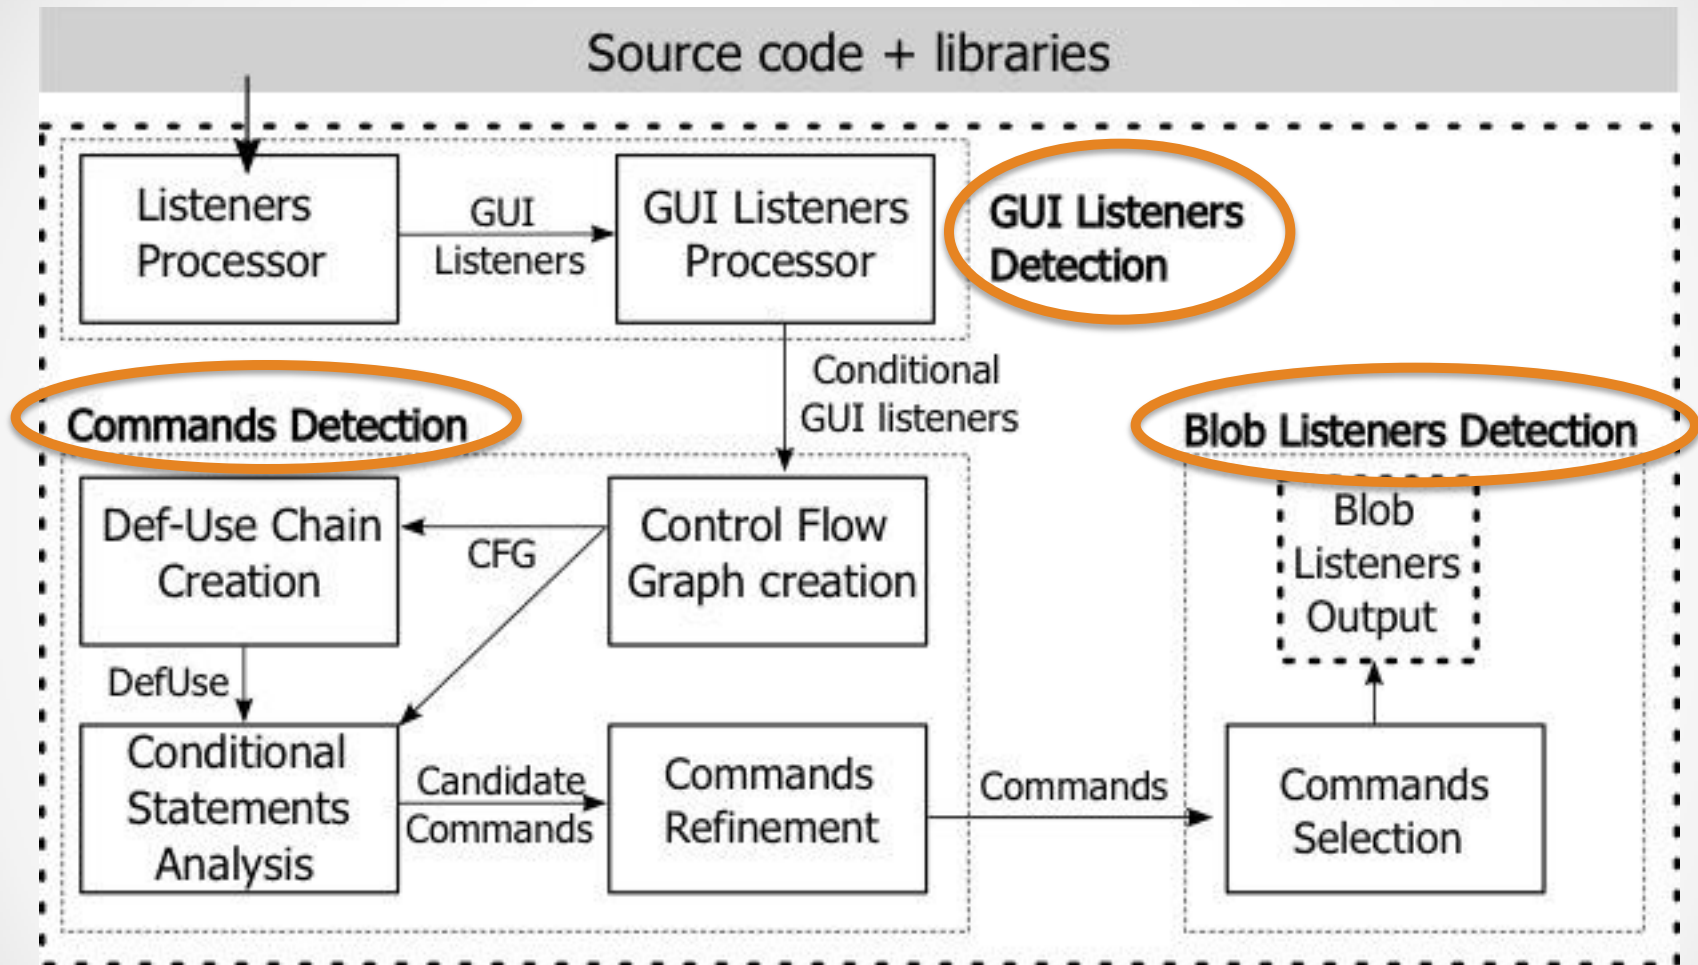 Source code + libraries
Listeners
Processor
GUI
Listeners
GUI Listeners
Processor
GUI Listeners
Detection
Conditional
GUI listeners
Commands Detection
Blob Listeners Detection
Def-Use Chain
Creation
CFG
Control Flow
Graph creation
Blob
Listeners
Output
DefUse
Conditional
Statements
Analysis
Candidate
Commands
Commands
Refinement
Commands
Commands
Selection